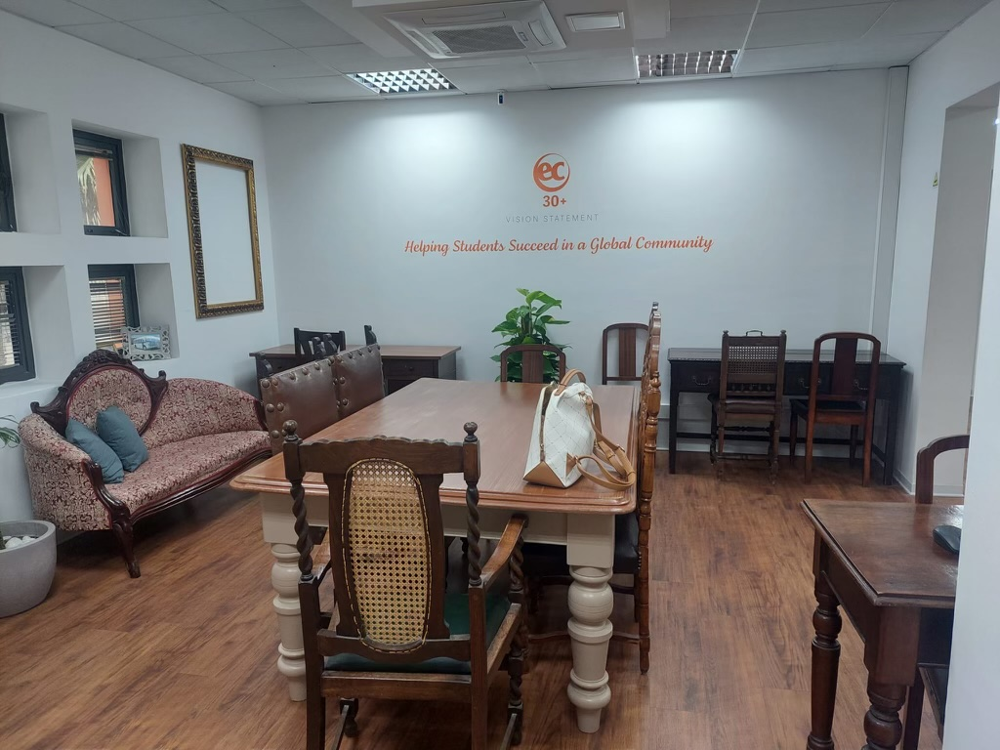 ec
30+
VISION STATEMENT
Helping Students Succeed in a Global Community